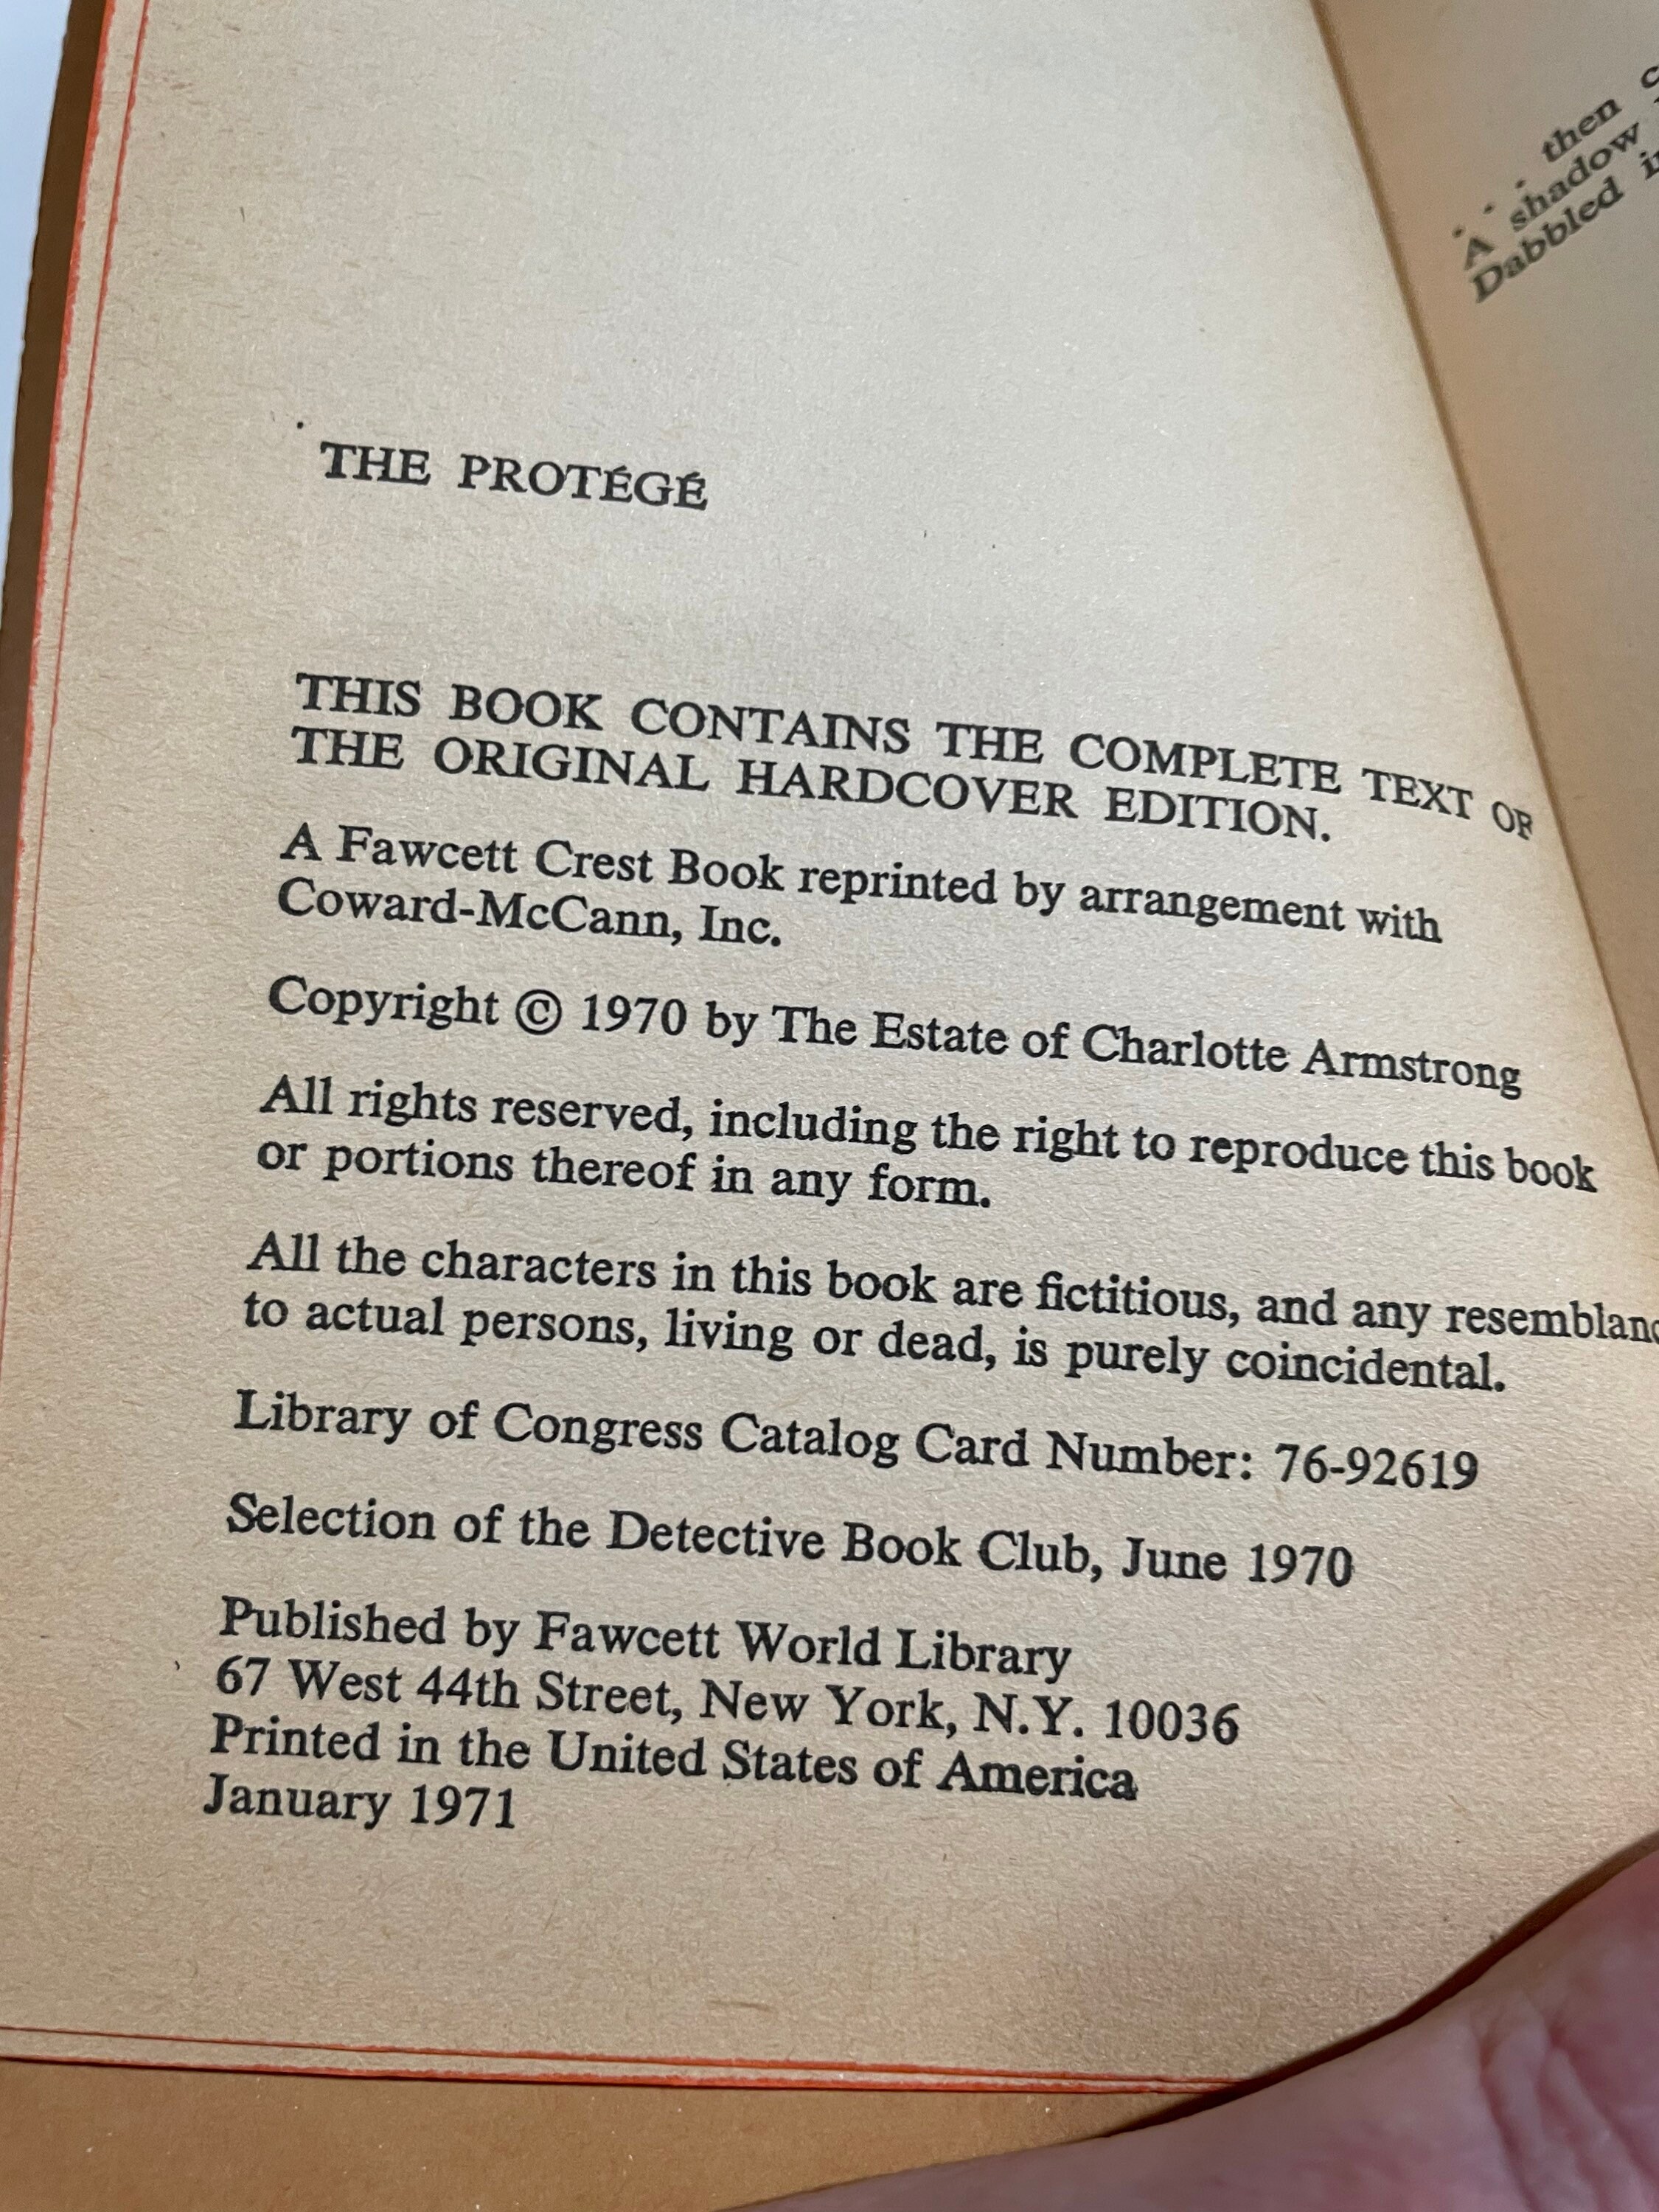 THE PROTÉGÉ
THIS BOOK CONTAINS THE COMPLETE TEXT OF
THE ORIGINAL HARDCOVER EDITION.
A Fawcett Crest Book reprinted by arrangement with
Coward-McCann, Inc.
Copyright © 1970 by The Estate of Charlotte Armstrong
All rights reserved, including the right to reproduce this book
or portions thereof in any form.
All the characters in this book are fictitious, and any
to actual persons, living or dead, is purely coincidental.
Library of Congress Catalog Card Number: 76-92619
Selection of the Detective Book Club, June 1970
Published by Fawcett World Library
67 West 44th Street, New York, N.Y. 10036
Printed in the United States of America
January 1971
. . . then
A shadow
Dabbled